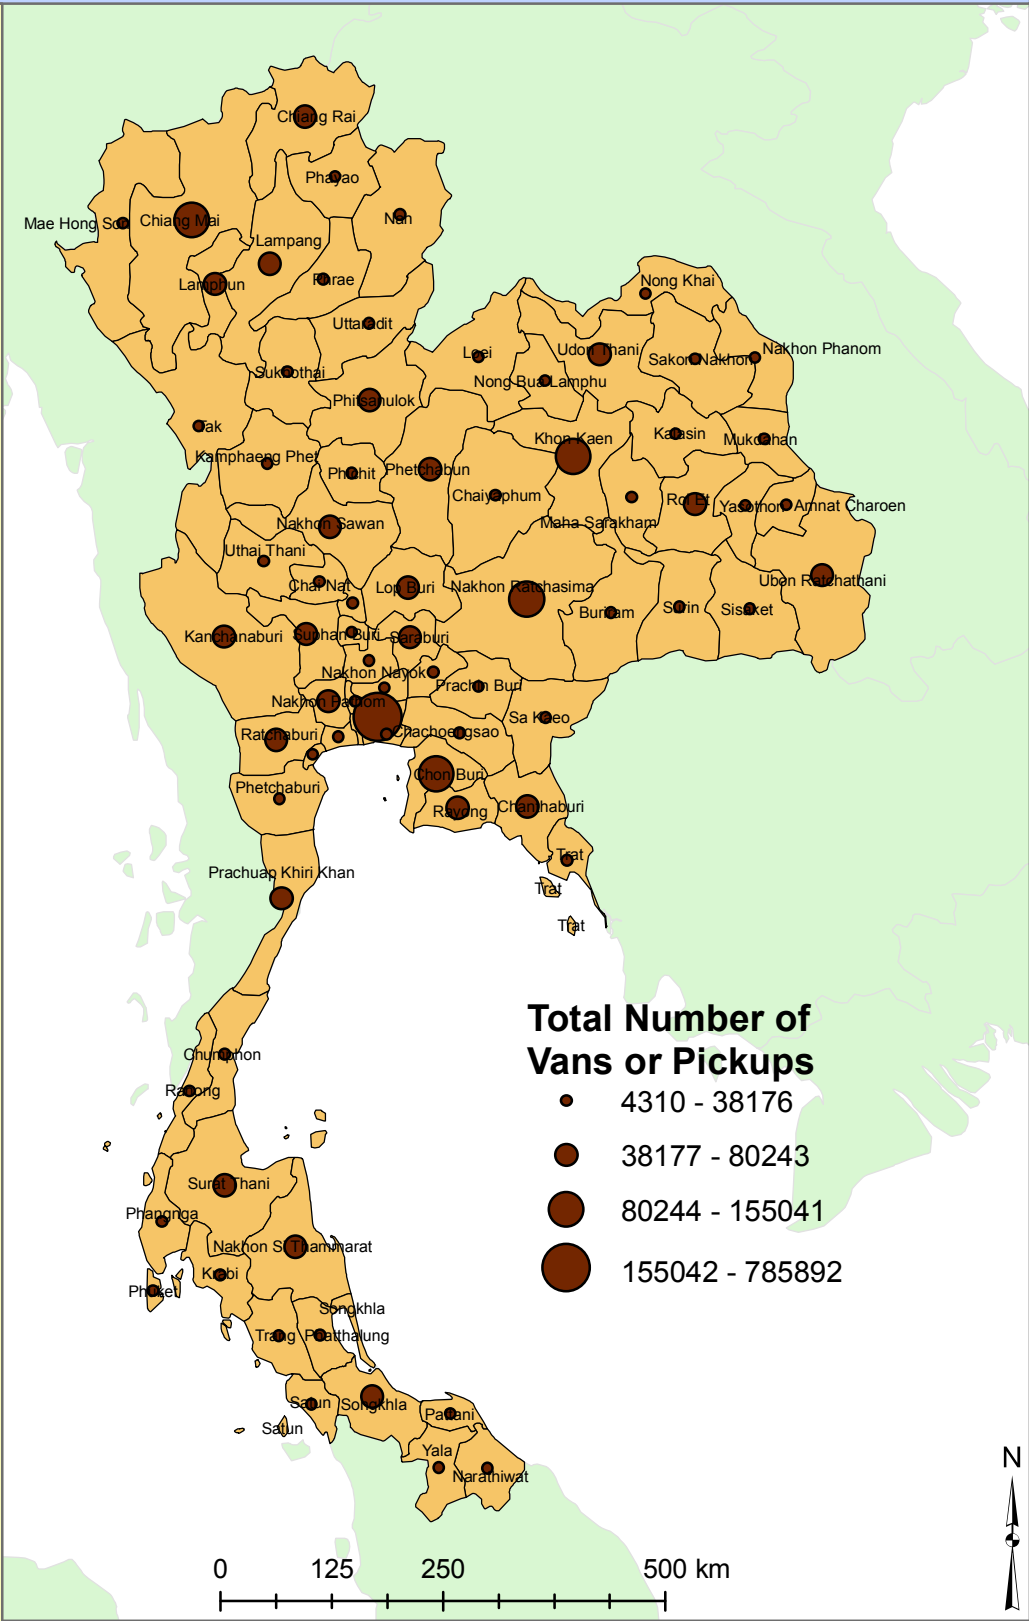 Chiang Rai
Phayao
Nan
Mae Hong Son
Chiang Mai
Lampang
Lamphun
Phrae
Nong Khai
Uttaradit
Loei
Udon Thani
Sakon Nakhon
Nakhon Phanom
Sukhothai
Nong Bua Lamphu
Phitsanulok
Tak
Khon Kaen
Kalasin
Mukdahan
Kamphaeng Phet
Phichit
Phetchabun
Chaiyaphum
Roi Et
Yasothon
Amnat Charoen
Nakhon Sawan
Maha Sarakham
Uthai Thani
Chai Nat
Lop Buri
Nakhon Ratchasima
Ubon Ratchathani
Buriram
Surin
Sisaket
Kanchanaburi
Suphan Buri
Saraburi
Nakhon Nayok
Prachin Buri
Nakhon Pathom
Sa Kaeo
Ratchaburi
Chachoengsao
Chon Buri
Phetchaburi
Rayong
Chanthaburi
Trat
Prachuap Khiri Khan
Trat
Trat
Total Number of
Vans or Pickups
4310 - 38176
38177 - 80243
80244 - 155041
155042 - 785892
Chumphon
Ranong
Surat Thani
Phangnga
Nakhon Si Thammarat
Krabi
Phuket
Songkhla
Trang
Phatthalung
Satun
Songkhla
Pattani
Satun
Yala
Narathiwat
N
0 125 250 500 km